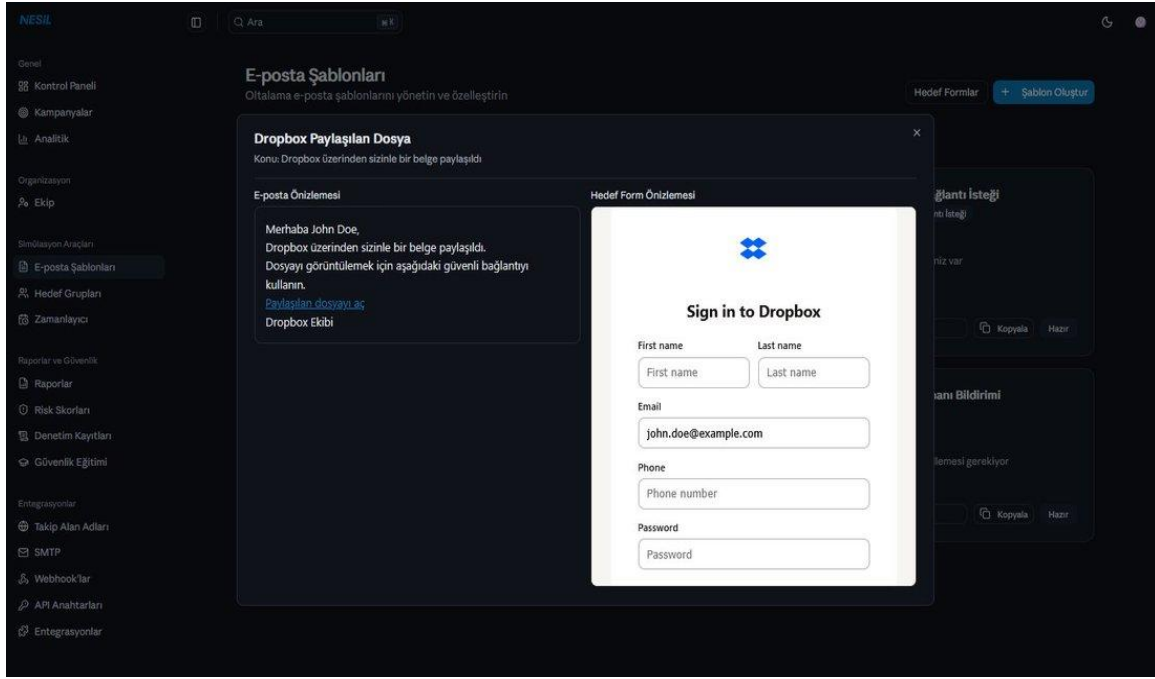 NESIL
Ara
⌘ K
Genel
Kontrol Paneli
Kampanyalar
Analitik
Organizasyon
Ekip
Simülasyon Araçları
E-posta Şablonları
Hedef Grupları
Zamanlayıcı
Raporlar ve Güvenlik
Raporlar
Risk Skorları
Denetim Kayıtları
Güvenlik Eğitimi
Entegrasyonlar
Takip Alan Adları
SMTP
Webhook'lar
API Anahtarları
Entegrasyonlar
E-posta Şablonları
Oltalama e-posta şablonlarını yönetin ve özelleştirin
Hedef Formlar
+ Şablon Oluştur
Dropbox Paylaşılan Dosya
Konu: Dropbox üzerinden sizinle bir belge paylaşıldı
E-posta Önizlemesi
Merhaba John Doe,
Dropbox üzerinden sizinle bir belge paylaşıldı.
Dosyayı görüntülemek için aşağıdaki güvenli bağlantıyı
kullanın.
Paylaşılan dosyayı aç
Dropbox Ekibi
Hedef Form Önizlemesi
Sign in to Dropbox
First name Last name
First name Last name
Email
john.doe@example.com
Phone
Phone number
Password
Password
İsteği
İsteği
var
Kopyala Hazır
Bildirimi
gerekiyor
Kopyala Hazır